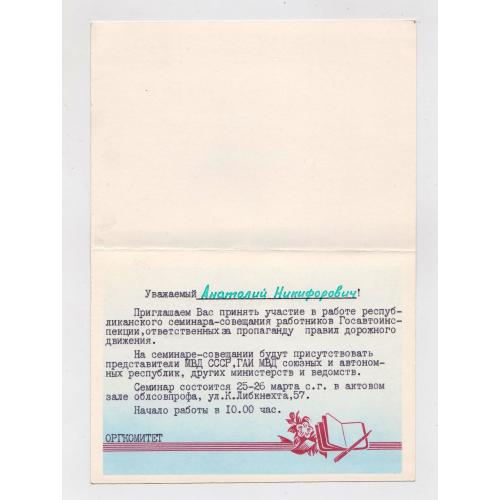 Уважаемый Анатолий Никифорович!
Приглашаем Вас принять участие в работе респуб-
ликанского семинара-совещания работников Госавтоинс-
пекции,ответственных за пропаганду правил дорожного
движения.
На семинаре-совещании будут присутствовать
представители МВД СССР,ГАИ МВД союзных и автоном-
ных республик, других министерств и ведомств.
Семинар состоится 25-26 марта с.г. в актовом
зале облсовпрофа, ул.К.Либкнехта,57.
Начало работы в 10.00 час.
ОРГКОМИТЕТ